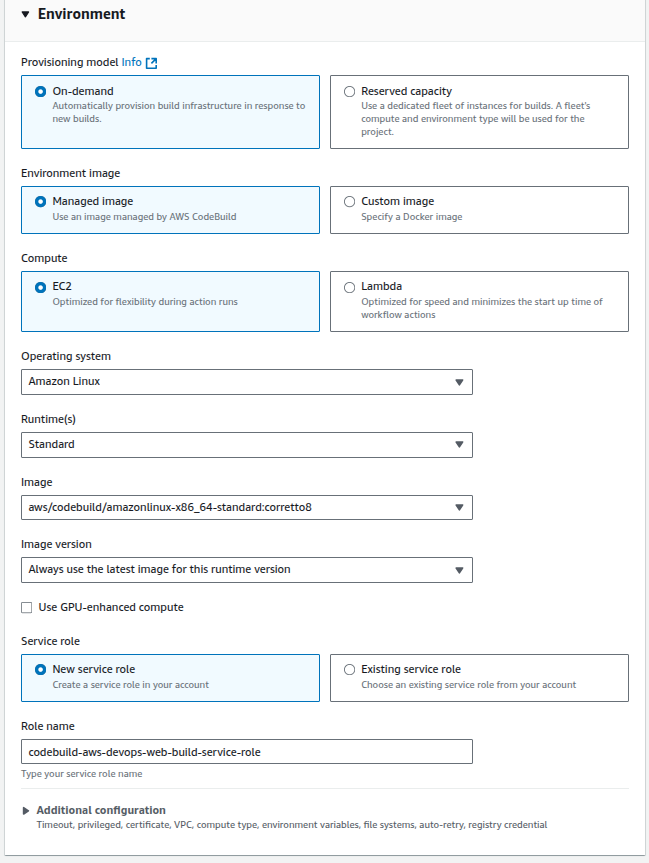 Environment
Provisioning model Info
On-demand
Automatically provision build infrastructure in response to
new builds.
Reserved capacity
Use a dedicated fleet of instances for builds. A fleet's
compute and environment type will be used for the
project.
Environment image
Managed image
Use an image managed by AWS CodeBuild
Custom image
Specify a Docker image
Compute
EC2
Optimized for flexibility during action runs
Lambda
Optimized for speed and minimizes the start up time of
workflow actions
Operating system
Amazon Linux
Runtime(s)
Standard
Image
aws/codebuild/amazonlinux-x86_64-standard:corretto8
Image version
Always use the latest image for this runtime version
Use GPU-enhanced compute
Service role
New service role
Create a service role in your account
Existing service role
Choose an existing service role from your account
Role name
codebuild-aws-devops-web-build-service-role
Type your service role name
Additional configuration
Timeout, privileged, certificate, VPC, compute type, environment variables, file systems, auto-retry, registry credential